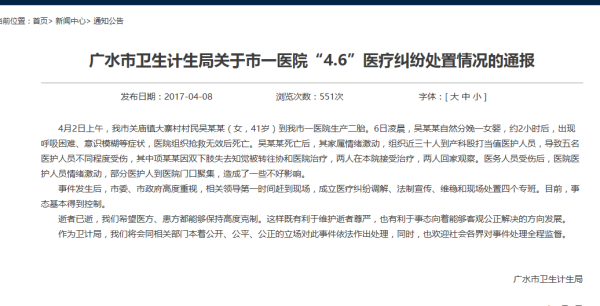 当前位置：首页> 新闻中心> 通知公告
广水市卫生计生局关于市一医院“4.6”医疗纠纷处置情况的通报
发布日期：2017-04-08 浏览次数：551次 字体：[ 大 中 小 ]
4月2日上午，我市关庙镇大寨村村民吴某某（女，41岁）到我市一医院生产二胎。6日凌晨，吴某某自然分娩一女婴，约2小时后，出现
呼吸困难、意识模糊等症状，医院组织抢救无效后死亡。吴某某死亡后，其家属情绪激动，组织近三十人到产科殴打当值医护人员，导致五名
医护人员不同程度受伤，其中项某某因双下肢失去知觉被转往协和医院治疗，两人在本院接受治疗，两人回家观察。医务人员受伤后，医院医
护人员情绪激动，部分医护人到医院门口聚集，造成了一些不好影响。
事件发生后，市委、市政府高度重视，相关领导第一时间赶到现场，成立医疗纠纷调解、法制宣传、维稳和现场处置四个专班。目前，事
态基本得到控制。
逝者已逝，我们希望医方、患方都能够保持高度克制。这样既有利于维护逝者尊严，也有利于事态向着能够客观公正解决的方向发展。
作为卫计局，我们将会同相关部门本着公开、公平、公正的立场对此事件依法作出处理，同时，也欢迎社会各界对事件处理全程监督。
广水市卫生计生局